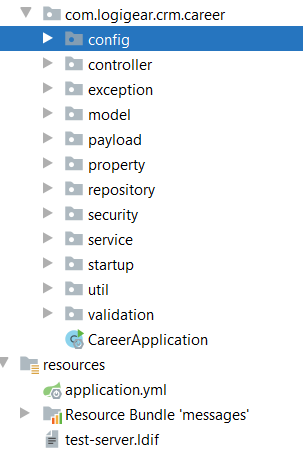 com.logigear.crm.career
config
controller
exception
model
payload
property
repository
security
service
startup
util
validation
CareerApplication
resources
application.yml
Resource Bundle 'messages'
test-server.ldif